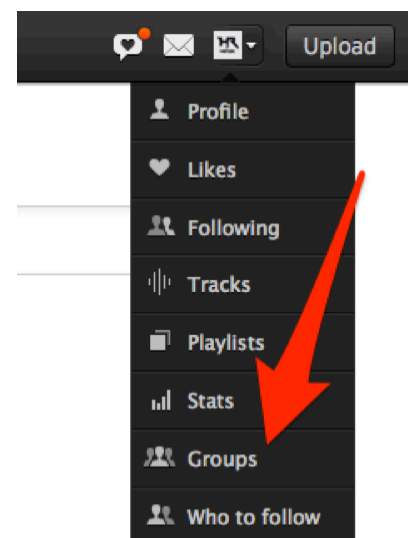 Upload
Profile
Likes
Following
Tracks
Playlists
Stats
Groups
Who to follow